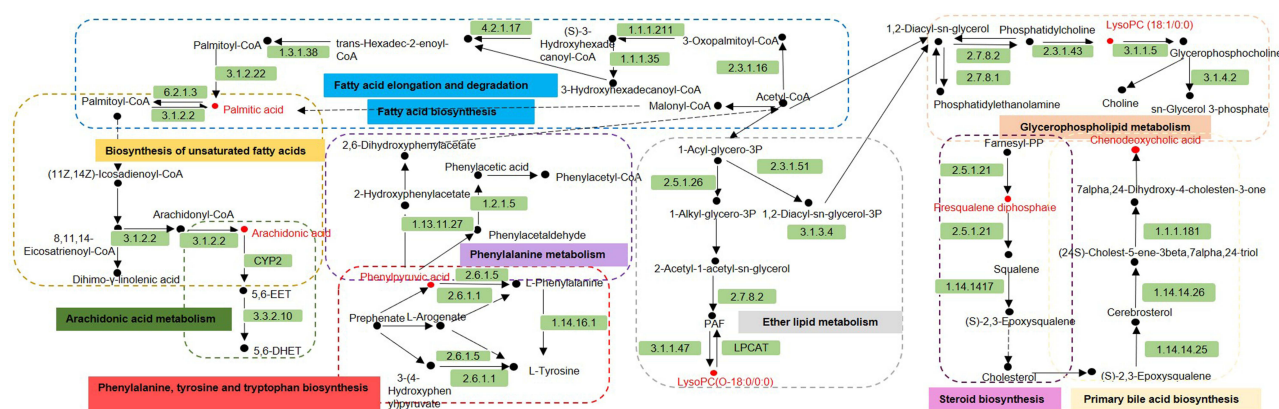 4.2.1.17
(S)-3-
Hydroxyhexade
canoyl-CoA
1.1.1.211
3-Oxopalmitoyl-CoA
Palmitoyl-CoA
1.3.1.38
trans-Hexadec-2-enoyl-
CoA
1.1.1.35
2.3.1.16
3.1.2.22
Fatty acid elongation and degradation
3-Hydroxyhexadecanoyl-CoA
6.2.1.3
Palmitoyl-CoA
Palmitic acid
3.1.2.2
Malonyl-CoA
Acetyl-CoA
Fatty acid biosynthesis
Biosynthesis of unsaturated fatty acids
(11Z,14Z)-Icosadienoyl-CoA
Arachidonyl-CoA
8,11,14-
Eicosatrienoyl-CoA
3.1.2.2
3.1.2.2
Arachidonic acid
Dihimo-γ-linolenic acid
CYP2
5,6-EET
Arachidonic acid metabolism
3.3.2.10
5,6-DHET
2,6-Dihydroxyphenylacetate
Phenylacetic acid
Phenylacetyl-CoA
2-Hydroxyphenylacetate
1.2.1.5
1.13.11.27
Phenylacetaldehyde
Phenylalanine metabolism
Phenylpyruvic acid
2.6.1.5
L-Phenylalanine
2.6.1.1
Prephenate
L-Arogenate
1.14.16.1
2.6.1.5
L-Tyrosine
2.6.1.1
3-(4-
Hydroxyphen
yl)pyruvate
Phenylalanine, tyrosine and tryptophan biosynthesis
1-Acyl-glycero-3P
2.3.1.51
2.5.1.26
1-Alkyl-glycero-3P
1,2-Diacyl-sn-glycerol-3P
3.1.3.4
2-Acetyl-1-acetyl-sn-glycerol
2.7.8.2
PAF
Ether lipid metabolism
3.1.1.47
LPCAT
LysoPC(O-18:0/0:0)
1,2-Diacyl-sn-glycerol
Phosphatidylcholine
LysoPC (18:1/0:0)
2.7.8.2
2.3.1.43
3.1.1.5
Glycerophosphocholine
2.7.8.1
3.1.4.2
Phosphatidylethanolamine
Choline
sn-Glycerol 3-phosphate
Glycerophospholipid metabolism
Farnesyl-PP
2.5.1.21
Rresqualene diphosphate
2.5.1.21
Squalene
1.14.1417
(S)-2,3-Epoxysqualene
Cholesterol
Steroid biosynthesis
Chenodeoxycholic acid
7alpha,24-Dihydroxy-4-cholesten-3-one
1.1.1.181
(24S)-Cholest-5-ene-3beta,7alpha,24-triol
1.14.14.26
Cerebrosterol
1.14.14.25
(S)-2,3-Epoxysqualene
Primary bile acid biosynthesis